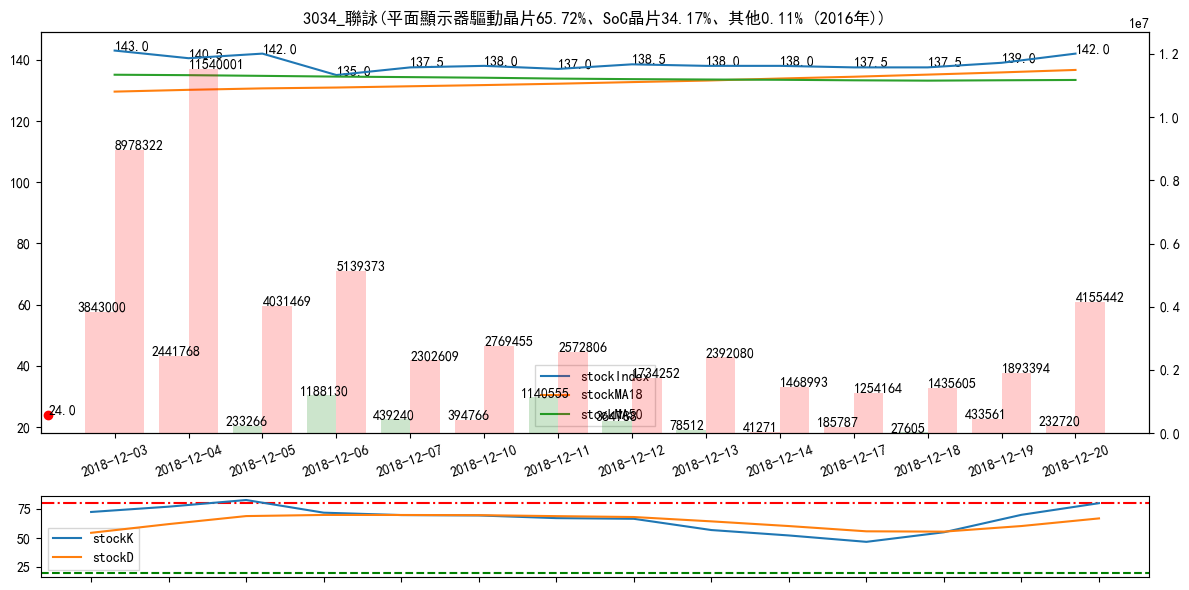 3034_聯詠(平面顯示器驅動晶片65.72%、SoC晶片34.17%、其他0.11% (2016年))
1e7
143.0 140.5 142.0 135.0 137.5 138.0 137.0 138.5 138.0 138.0 137.5 137.5 139.0 142.0
140 120 100 80 60 40 20
1.2 1.0 0.8 0.6 0.4 0.2 0.0
8978322 11540001 4031469 5139373 2302609 2769455 2572806 1734252 2392080 1468993 1254164 1435605 1893394 4155442
3843000 2441768 233266 1188130 439240 394766 1140555 78512 41271 185787 27605 433561 232720
24.0
stockIndex
stockMA18
stockMA50
2018-12-03 2018-12-04 2018-12-05 2018-12-06 2018-12-07 2018-12-10 2018-12-11 2018-12-12 2018-12-13 2018-12-14 2018-12-17 2018-12-18 2018-12-19 2018-12-20
75
50
25
stockK
stockD